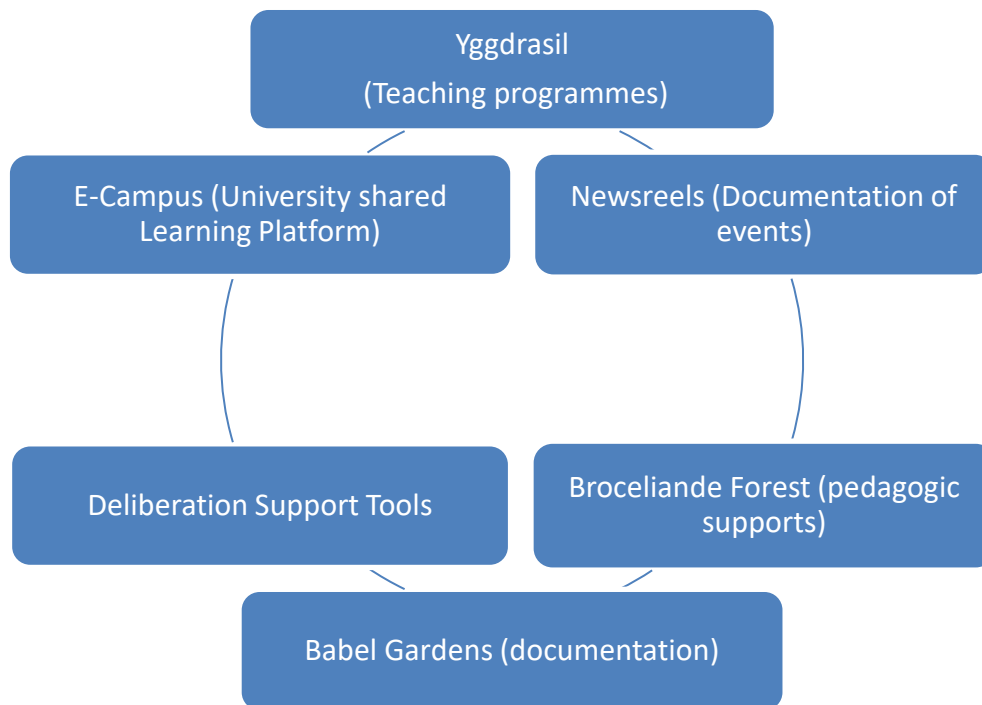 Yggdrasil
(Teaching programmes)
E-Campus (University shared
Learning Platform)
Newsreels (Documentation of
events)
Deliberation Support Tools
Broceliande Forest (pedagogic
supports)
Babel Gardens (documentation)